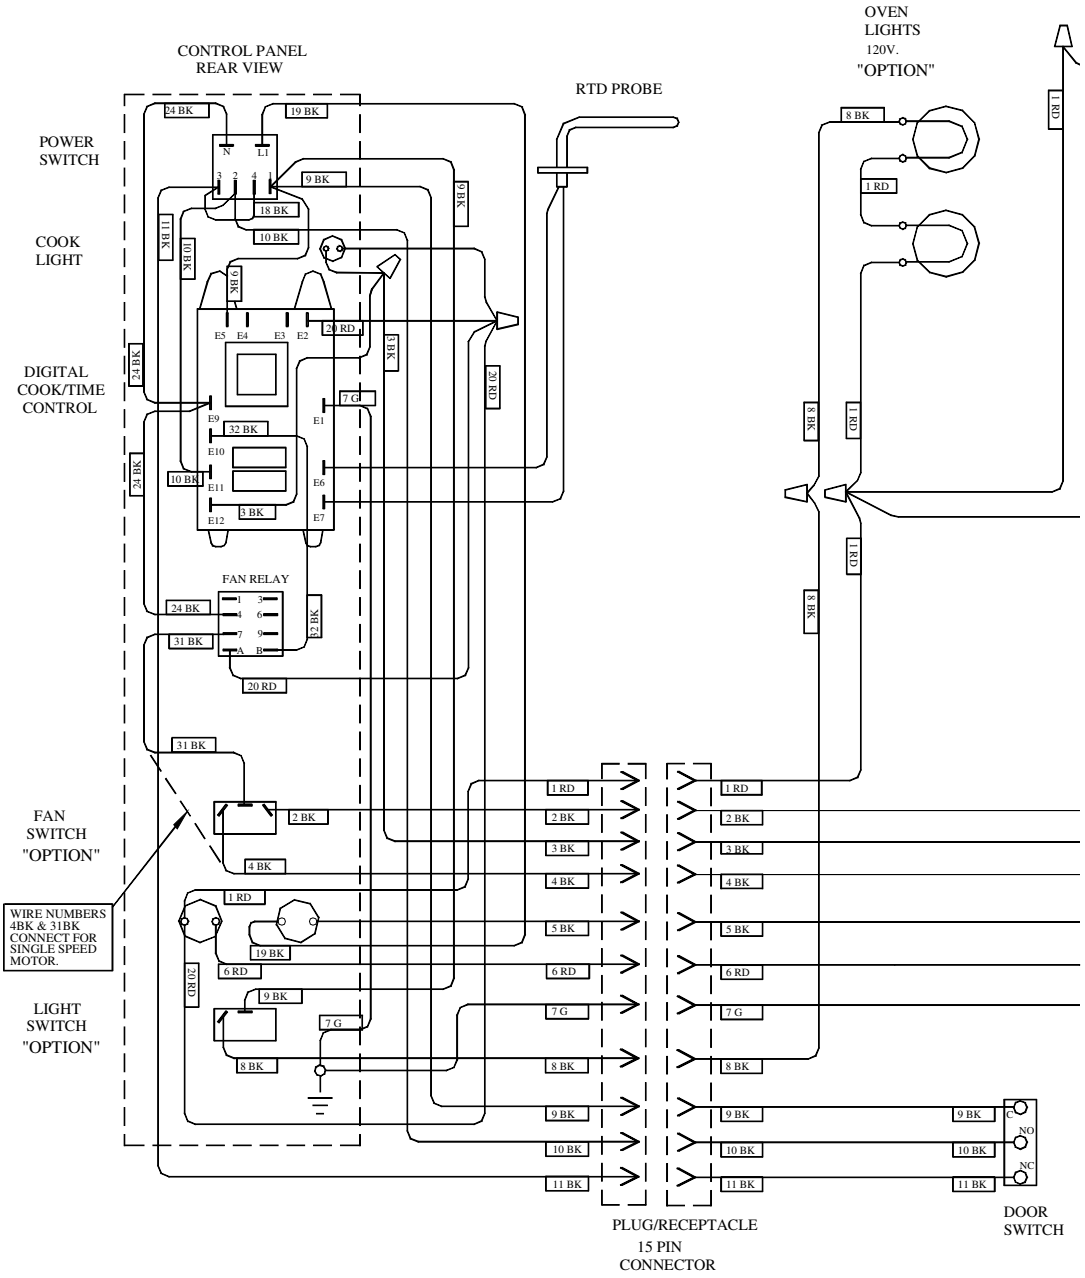 CONTROL PANEL
REAR VIEW
OVEN
LIGHTS
120V.
"OPTION"
RTD PROBE
POWER
SWITCH
COOK
LIGHT
DIGITAL
COOK/TIME
CONTROL
24 BK
19 BK
N
L1
3
2
4
1
9 BK
18 BK
10 BK
11 BK
10 BK
9 BK
9 BK
8 BK
1 RD
1 RD
E5
E4
E3
E2
20 RD
3 BK
20 RD
24 BK
7 G
E9
E1
32 BK
E10
24 BK
10 BK
E11
E6
3 BK
E12
E7
8 BK
1 RD
1 RD
8 BK
FAN RELAY
1
3
4
6
7
9
A
B
24 BK
31 BK
32 BK
20 RD
31 BK
FAN
SWITCH
"OPTION"
2 BK
4 BK
1 RD
WIRE NUMBERS
4BK & 31BK
CONNECT FOR
SINGLE SPEED
MOTOR.
19 BK
6 RD
20 RD
9 BK
LIGHT
SWITCH
"OPTION"
7 G
8 BK
1 RD
1 RD
2 BK
2 BK
3 BK
3 BK
4 BK
4 BK
5 BK
5 BK
6 RD
6 RD
7 G
7 G
8 BK
8 BK
9 BK
9 BK
9 BK
C
10 BK
10 BK
10 BK
NO
11 BK
11 BK
11 BK
NC
DOOR
SWITCH
PLUG/RECEPTACLE
15 PIN
CONNECTOR